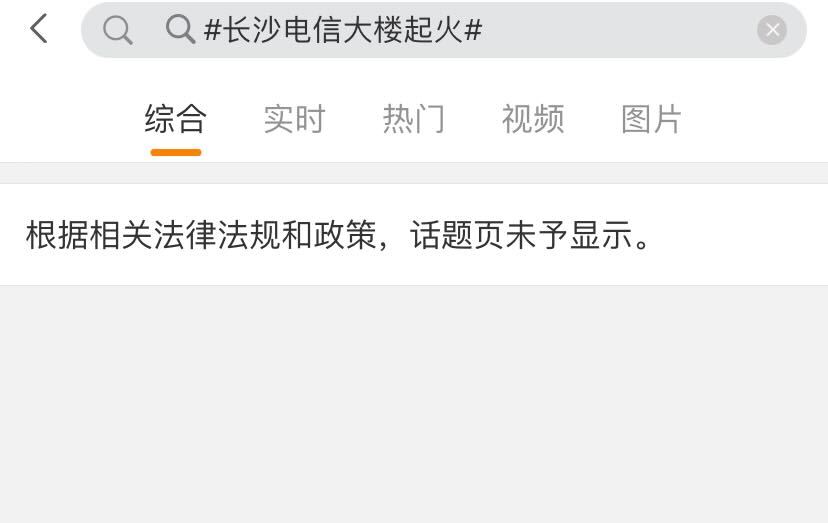 #长沙电信大楼起火#
综合 实时 热门 视频 图片
根据相关法律法规和政策，话题页未予显示。